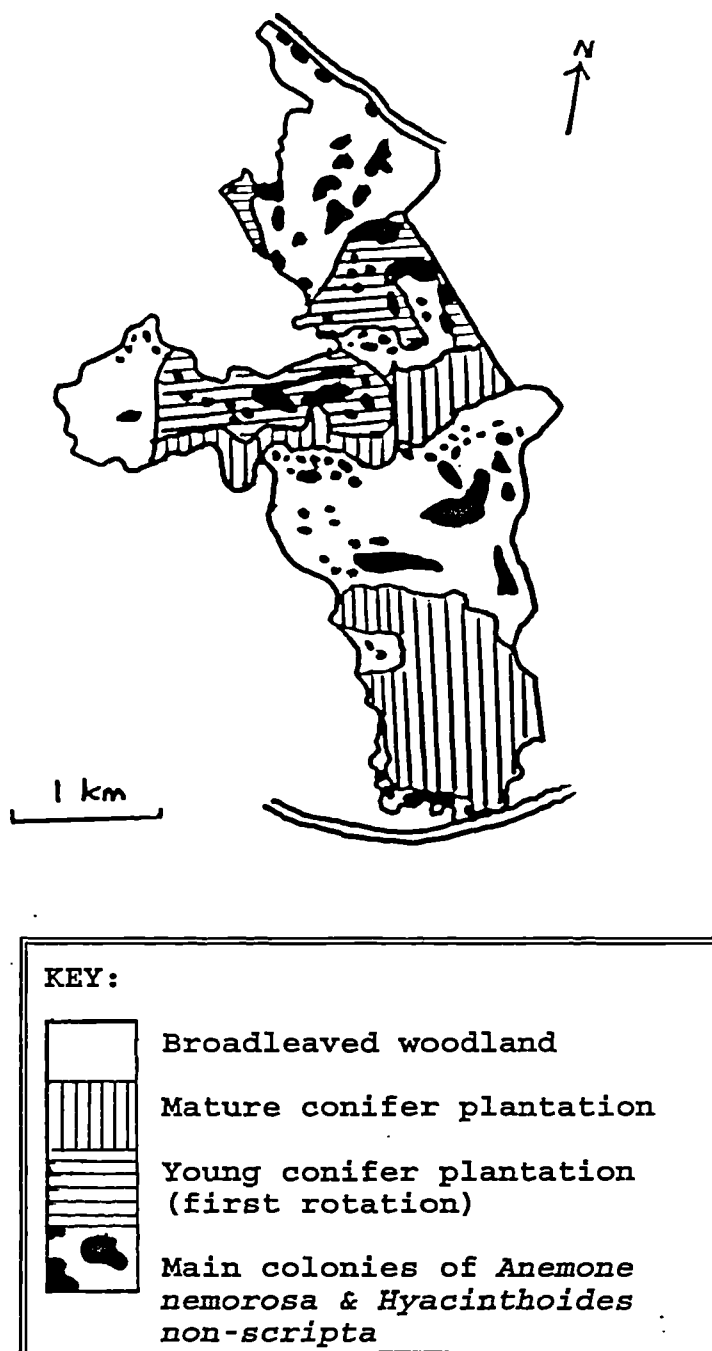 N
1 km
KEY:
Broadleaved woodland
Mature conifer plantation
Young conifer plantation
(first rotation)
Main colonies of Anemone
nemorosa & Hyacinthoides
non-scripta